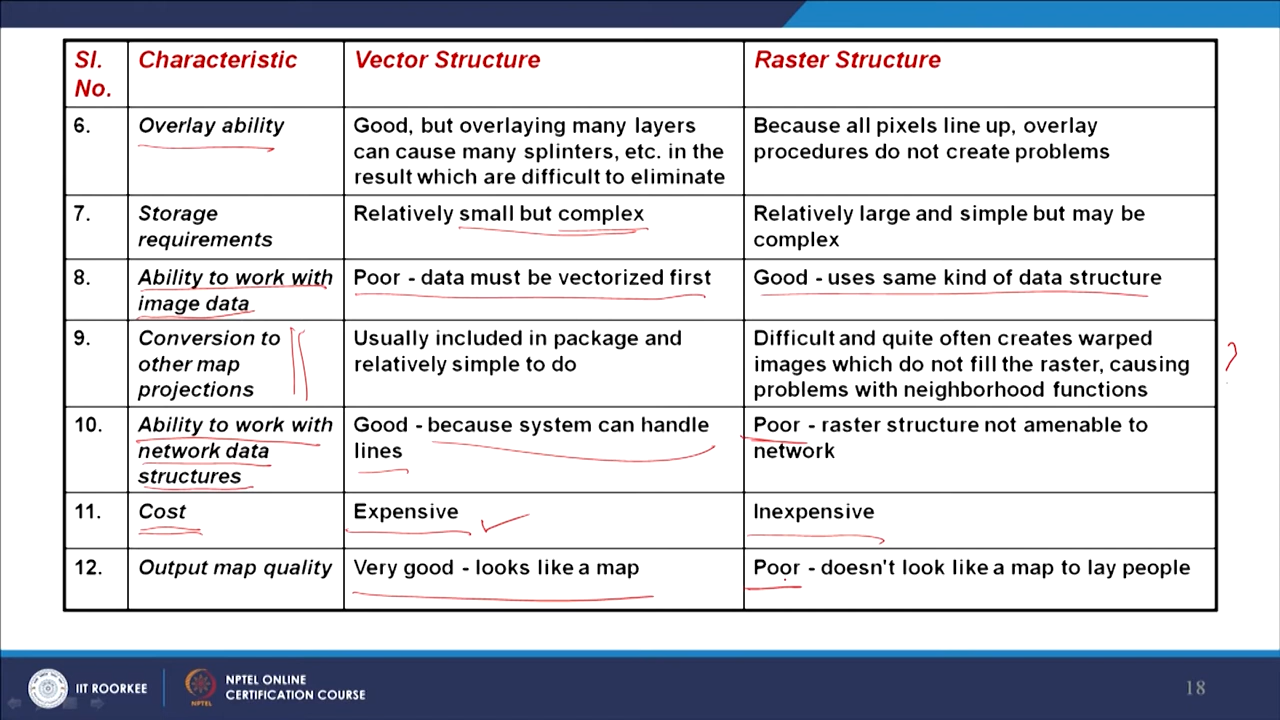 Sl. No.
Characteristic
Vector Structure
Raster Structure
6.
Overlay ability
Good, but overlaying many layers
can cause many splinters, etc. in the
result which are difficult to eliminate
Because all pixels line up, overlay
procedures do not create problems
7.
Storage
requirements
Relatively small but complex
Relatively large and simple but may be
complex
8.
Ability to work with
image data
Poor - data must be vectorized first
Good - uses same kind of data structure
9.
Conversion to
other map
projections
Usually included in package and
relatively simple to do
Difficult and quite often creates warped
images which do not fill the raster, causing
problems with neighborhood functions
?
10.
Ability to work with
network data
structures
Good - because system can handle
lines
Poor - raster structure not amenable to
network
11.
Cost
Expensive
Inexpensive
12.
Output map quality
Very good - looks like a map
Poor - doesn't look like a map to lay people
IIT ROORKEE
NPTEL
NPTEL ONLINE
CERTIFICATION COURSE
18